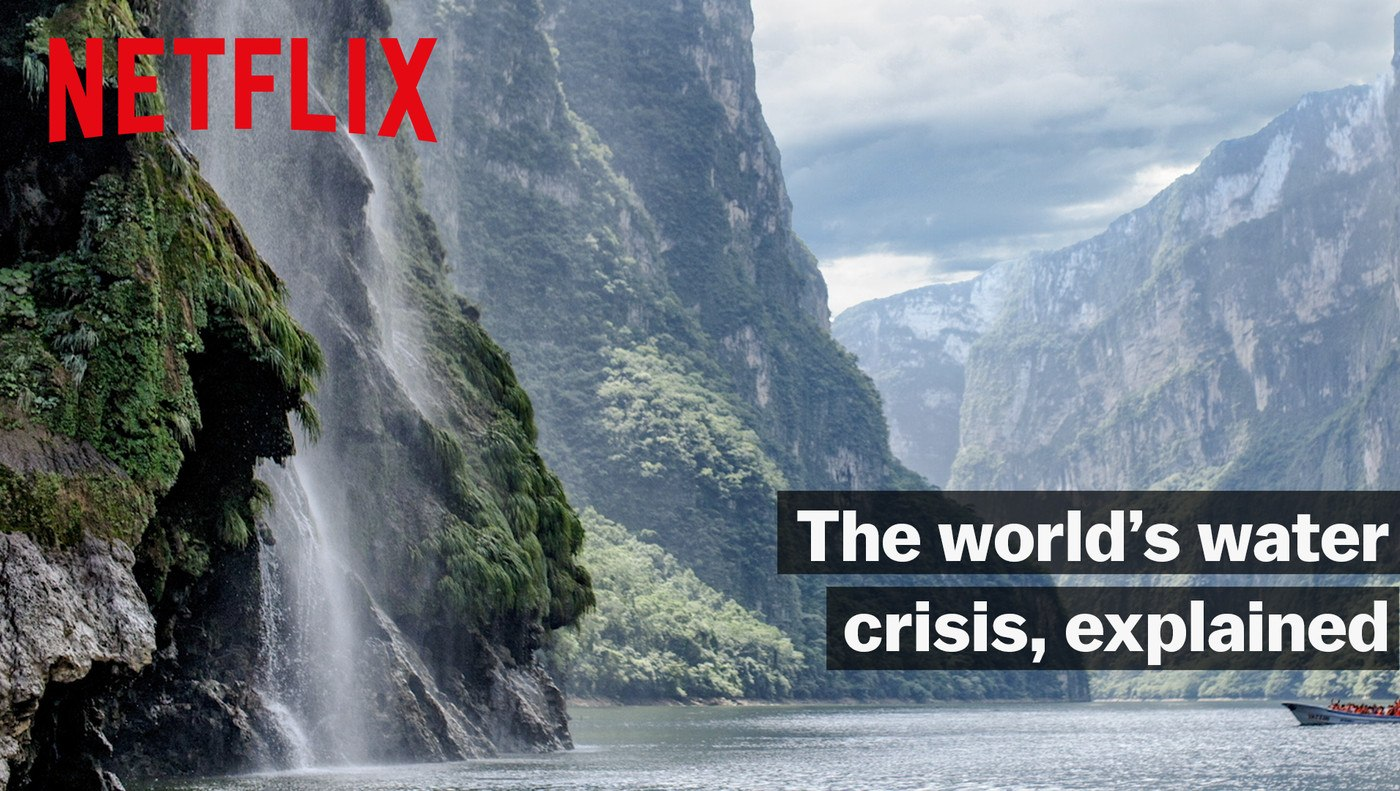 NETFLIX
The world’s water
crisis, explained